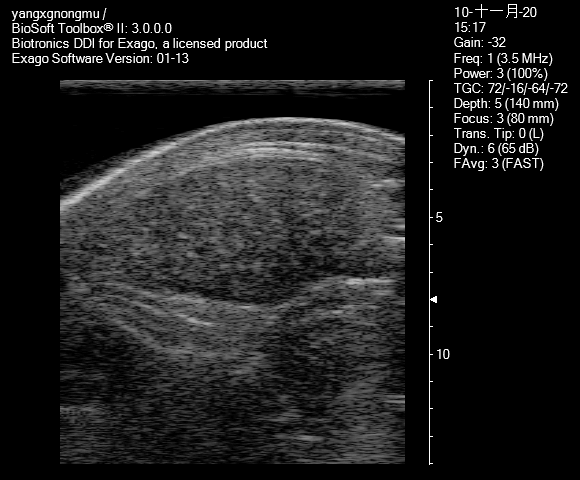 yangxgnongmu /
BioSoft Toolbox® II: 3.0.0.0
Biotronics DDI for Exago, a licensed product
Exago Software Version: 01-13
10-十一月-20
15:17
Gain: -32
Freq: 1 (3.5 MHz)
Power: 3 (100%)
TGC: 72/-16/-64/-72
Depth: 5 (140 mm)
Focus: 3 (80 mm)
Trans. Tip: 0 (L)
Dyn.: 6 (65 dB)
FAvg: 3 (FAST)
5
10